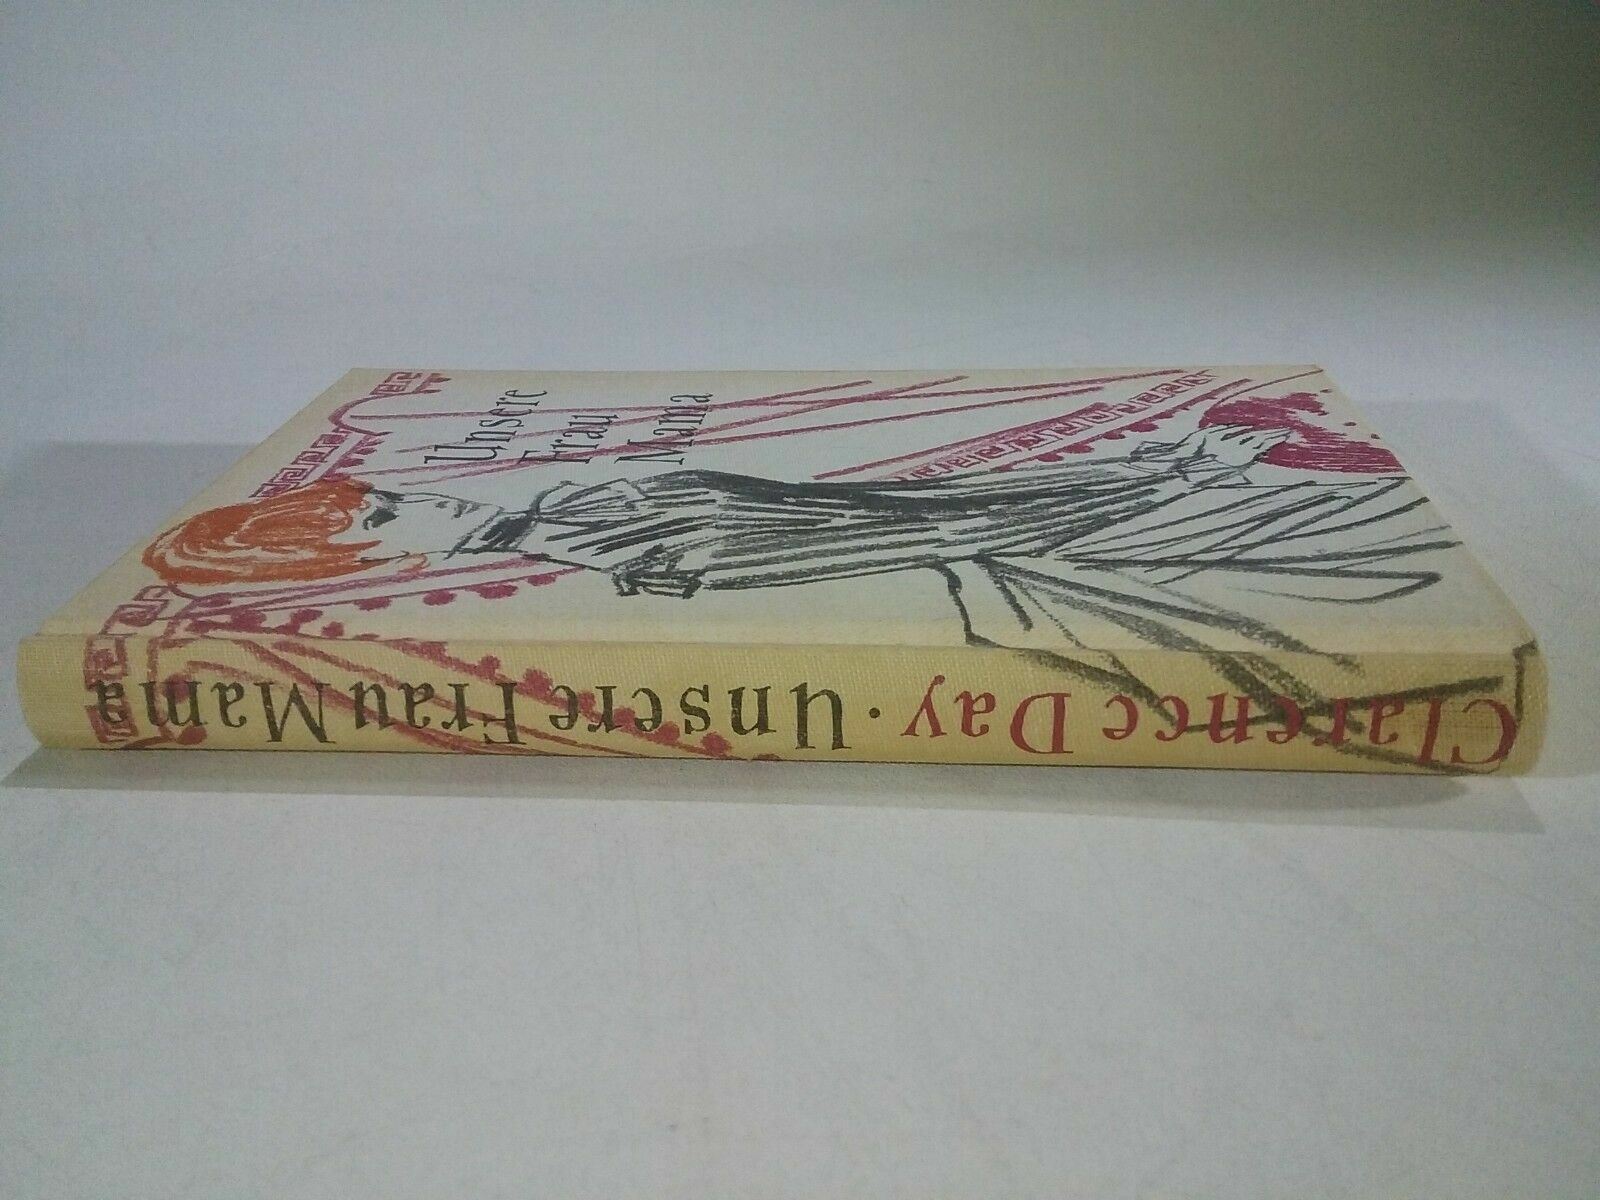 Unsere
Frau
Mama
Clarence Day · Unsere Frau Mama